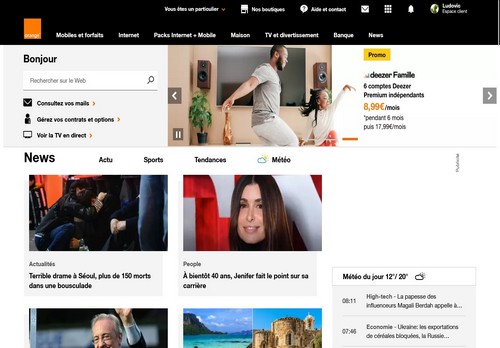 Vous êtes un particulier
Nos boutiques
Aide et contact
Ludovic
Espace client
orange
Mobiles et forfaits
Internet
Packs Internet + Mobile
Maison
TV et divertissement
Banque
News
Bonjour
Rechercher sur le Web
Consultez vos mails
Gérez vos contrats et options
Voir la TV en direct
Promo
deezer Famille
6 comptes Deezer
Premium indépendants
8,99€/mois
*pendant 6 mois
puis 17,99€/mois
Publicité
News
Actu
Sports
Tendances
Météo
Actualités
Terrible drame à Séoul, plus de 150 morts
dans une bousculade
People
À bientôt 40 ans, Jenifer fait le point sur sa
carrière
Météo du jour 12°/ 20°
08:11
High-tech - La papesse des
influenceurs Magali Berdah appelle à...
07:46
Economie - Ukraine: les exportations
de céréales bloquées, la Russie...